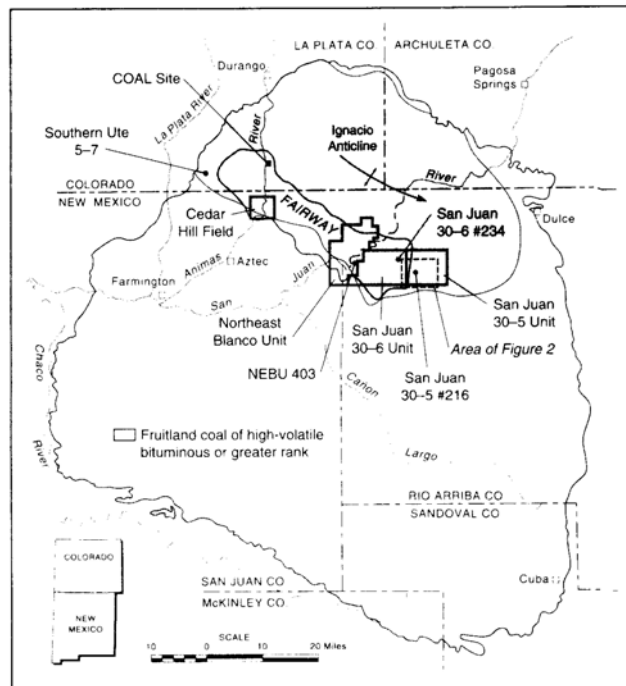 LA PLATA CO.
ARCHULETA CO.
Durango
Pagosa
Springs
COAL Site
La Plata River
River
Southern Ute
5–7
Ignacio
Anticline
River
COLORADO
NEW MEXICO
FAIRWAY
San Juan
30–6 #234
Dulce
Cedar
Hill Field
Animas
Aztec
Juan
San
Farmington
San Juan
30–5 Unit
Northeast
Blanco Unit
San Juan
30–6 Unit
Area of Figure 2
NEBU 403
San Juan
30–5 #216
Chaco
River
Cañon
Largo
Fruitland coal of high-volatile
bituminous or greater rank
RIO ARRIBA CO
SANDOVAL CO
COLORADO
NEW
MEXICO
SAN JUAN CO.
McKINLEY CO.
Cuba
SCALE
10 0 10 20 Miles